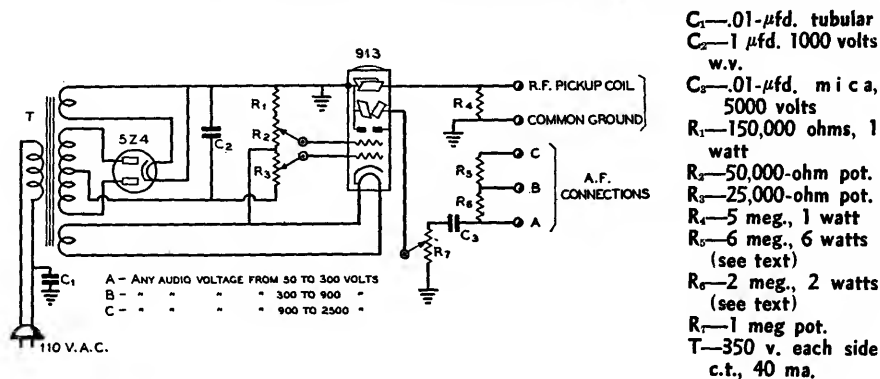 913
T
5Z4
C₂
R₁
R₂
R₃
R₄
R.F. PICKUP COIL
COMMON GROUND
C
R₅
B
R₆
A
C₃
R₇
A.F.
CONNECTIONS
C₁
110 V.A.C.
A - ANY AUDIO VOLTAGE FROM 50 TO 300 VOLTS
B - " " " " 300 TO 900 "
C - " " " " 900 TO 2500 "
C₁—.01-μfd. tubular
C₂—1 μfd. 1000 volts
w.v.
C₃—.01-μfd. mica,
5000 volts
R₁—150,000 ohms, 1
watt
R₂—50,000-ohm pot.
R₃—25,000-ohm pot.
R₄—5 meg., 1 watt
R₅—6 meg., 6 watts
(see text)
R₆—2 meg., 2 watts
(see text)
R₇—1 meg pot.
T—350 v. each side
c.t., 40 ma.